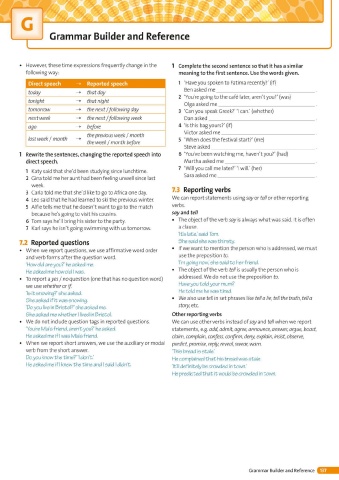 G
Grammar Builder and Reference
• However, these time expressions frequently change in the
following way:
Direct speech → Reported speech
today → that day
tonight → that night
tomorrow → the next / the following day
next week → the next / following week
ago → before
last week / month → the previous week / month
the week / month before
1 Rewrite the sentences, changing the reported speech into
direct speech.
1 Katy said that she'd been studying since lunchtime.
2 Gina told me her aunt had been feeling unwell since last
week.
3 Carla told me that she'd like to go to Africa one day.
4 Leo said that he had learned to ski the previous winter.
5 Alfie tells me that he doesn't want to go to the match
because he's going to visit his cousins.
6 Tom says he'll bring his sister to the party.
7 Karl says he isn't going swimming with us tomorrow.
7.2 Reported questions
• When we report questions, we use affirmative word order
and verb forms after the question word.
'How old are you?' he asked me.
He asked me how old I was.
• To report a yes / no question (one that has no question word)
we use whether or if.
'Is it snowing?' she asked.
She asked if it was snowing.
'Do you live in Bristol?' she asked me.
She asked me whether I lived in Bristol.
• We do not include question tags in reported questions.
'You're Mia's friend, aren't you?' he asked.
He asked me if I was Mia's friend.
• When we report short answers, we use the auxiliary or modal
verb from the short answer.
'Do you know the time?' 'I don't.'
He asked me if I knew the time and I said I didn't.
1 Complete the second sentence so that it has a similar
meaning to the first sentence. Use the words given.
1 'Have you spoken to Fatima recently?' (if)
Ben asked me
2 'You're going to the café later, aren't you?' (was)
Olga asked me
3 'Can you speak Greek?' 'I can.' (whether)
Dan asked
4 'Is this bag yours?' (if)
Victor asked me
5 'When does the festival start?' (me)
Steve asked
6 'You've been watching me, haven't you?' (had)
Martha asked me
7 'Will you call me later?' 'I will.' (her)
Sara asked me
7.3 Reporting verbs
We can report statements using say or tell or other reporting
verbs.
say and tell
• The object of the verb say is always what was said. It is often
a clause.
'I'm late,' said Tom.
She said she was thirsty.
• If we want to mention the person who is addressed, we must
use the preposition to.
'I'm going now,' she said to her friend.
• The object of the verb tell is usually the person who is
addressed. We do not use the preposition to.
Have you told your mum?
He told me he was tired.
• We also use tell in set phrases like tell a lie, tell the truth, tell a
story, etc.
Other reporting verbs
We can use other verbs instead of say and tell when we report
statements, e.g. add, admit, agree, announce, answer, argue, boast,
claim, complain, confess, confirm, deny, explain, insist, observe,
predict, promise, reply, reveal, swear, warn.
'This bread is stale.'
He complained that his bread was stale.
'It'll definitely be crowded in town.'
He predicted that it would be crowded in town.
Grammar Builder and Reference 137